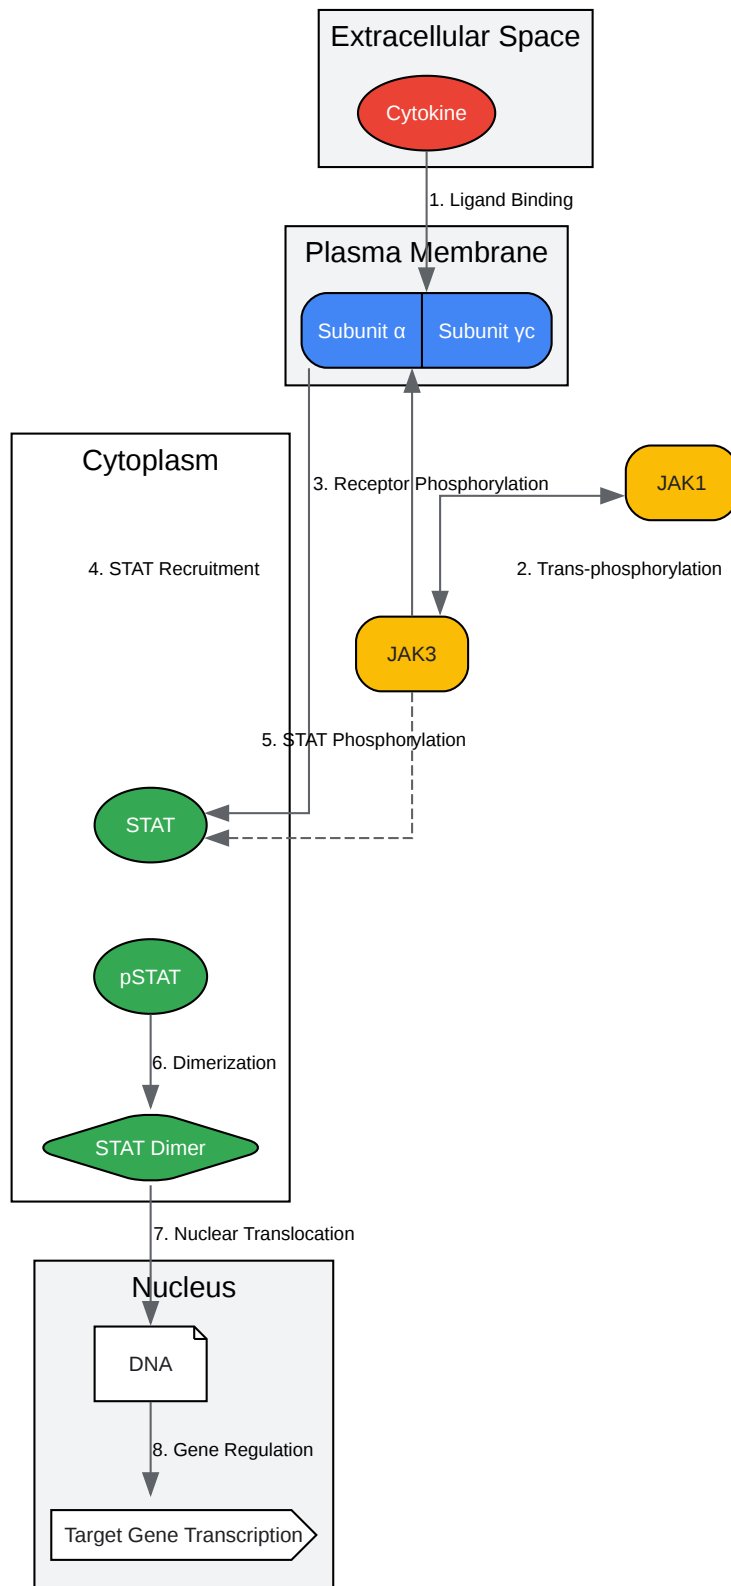 Extracellular Space
Cytokine
1. Ligand Binding
Plasma Membrane
Subunit α
Subunit γc
Cytoplasm
3. Receptor Phosphorylation
JAK1
4. STAT Recruitment
2. Trans-phosphorylation
JAK3
5. STAT Phosphorylation
STAT
pSTAT
6. Dimerization
STAT Dimer
7. Nuclear Translocation
Nucleus
DNA
8. Gene Regulation
Target Gene Transcription